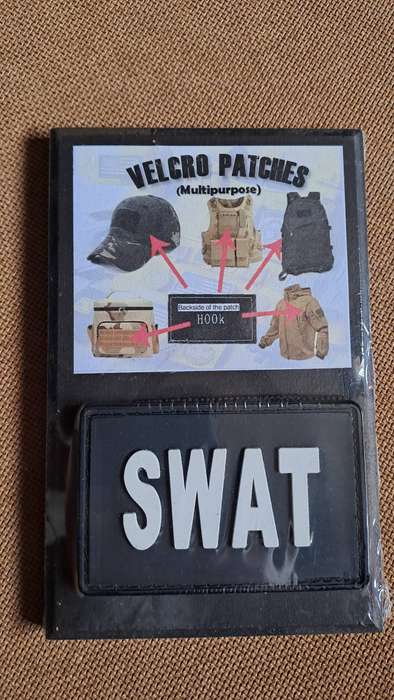 VELCRO PATCHES
(Multipurpose)
Backside of the patch
HOOk
SWAT